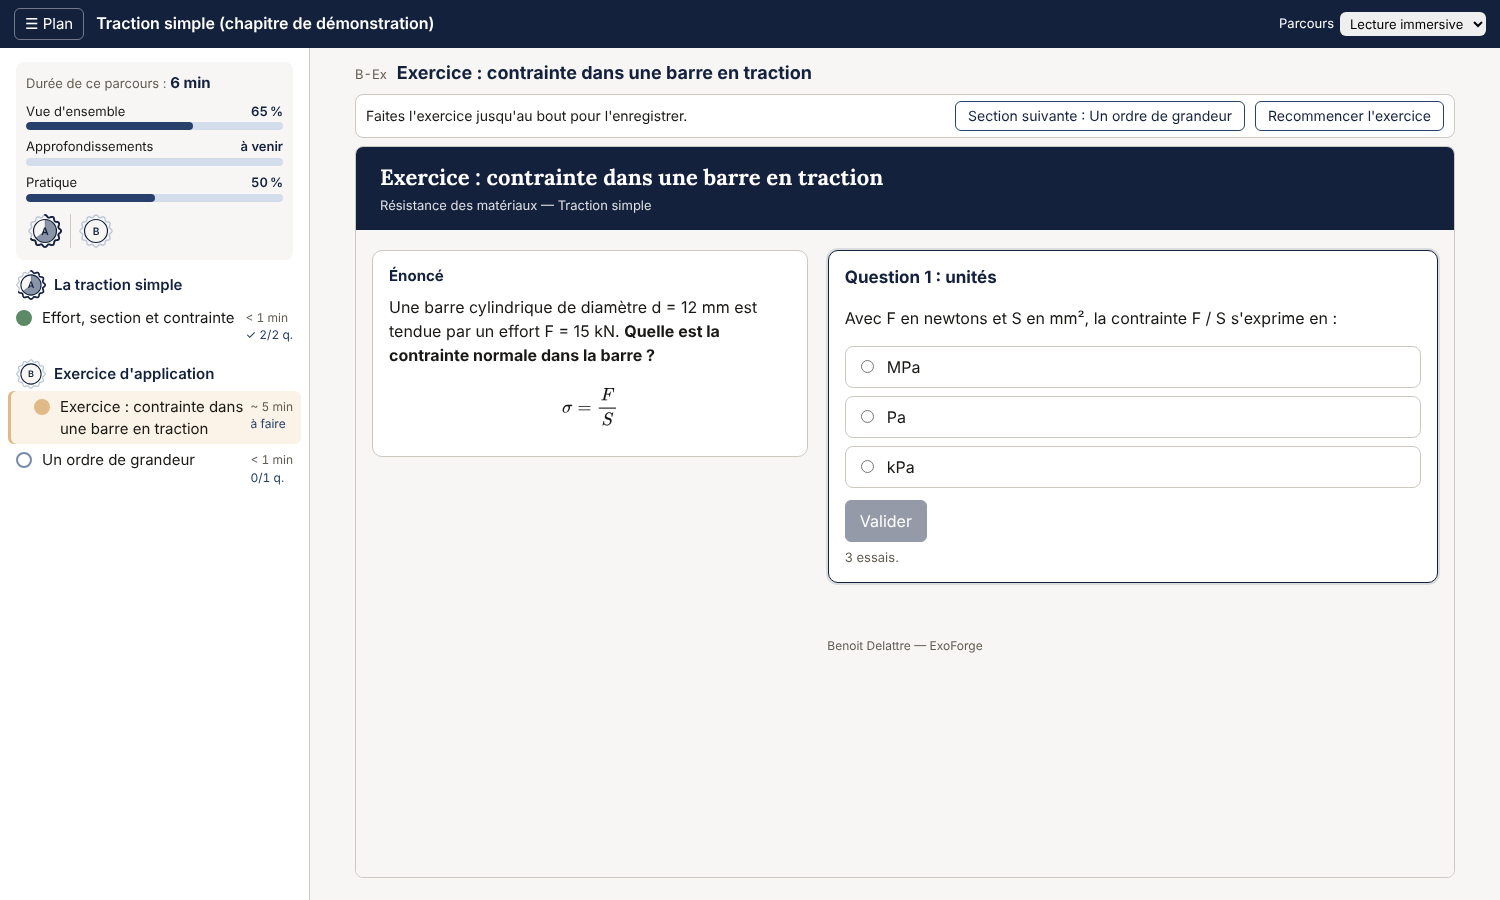 ☰ Plan
Traction simple (chapitre de démonstration)
Parcours
Lecture immersive
Durée de ce parcours : 6 min
Vue d'ensemble 65 %
Approfondissements à venir
Pratique 50 %
A
B
A La traction simple
Effort, section et contrainte < 1 min
✓ 2/2 q.
B Exercice d'application
Exercice : contrainte dans ~ 5 min
une barre en traction à faire
Un ordre de grandeur < 1 min
0/1 q.
B-Ex Exercice : contrainte dans une barre en traction
Faites l'exercice jusqu'au bout pour l'enregistrer.
Section suivante : Un ordre de grandeur
Recommencer l'exercice
Exercice : contrainte dans une barre en traction
Résistance des matériaux — Traction simple
Énoncé
Une barre cylindrique de diamètre d = 12 mm est
tendue par un effort F = 15 kN. Quelle est la
contrainte normale dans la barre ?
σ = F / S
Question 1 : unités
Avec F en newtons et S en mm², la contrainte F / S s'exprime en :
MPa
Pa
kPa
Valider
3 essais.
Benoit Delattre — ExoForge